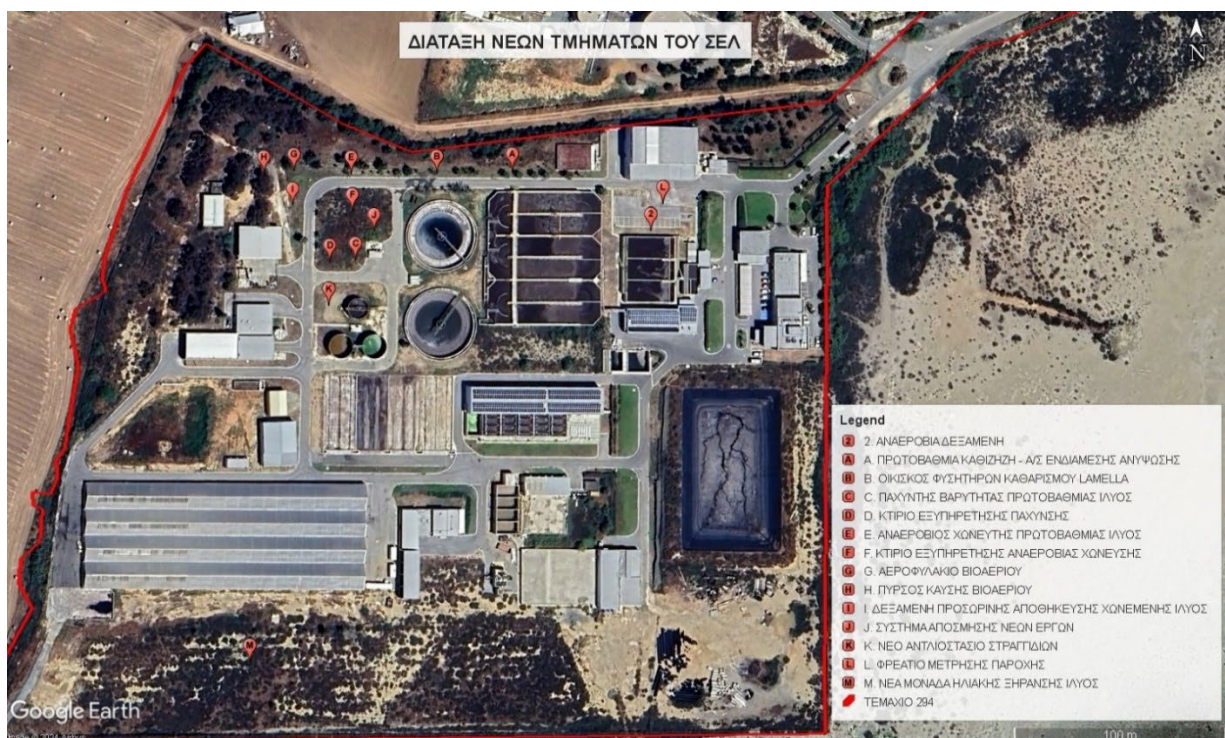 ΔΙΑΤΑΞΗ ΝΕΩΝ ΤΜΗΜΑΤΩΝ ΤΟΥ ΣΕΛ
N
H
G
E
B
A
I
F
L
J
2
D
C
K
M
Legend
2 2. ΑΝΑΕΡΟΒΙΑ ΔΕΞΑΜΕΝΗ
A A. ΠΡΩΤΟΒΑΘΜΙΑ ΚΑΘΙΖΗΖΗ - Α/Σ ΕΝΔΙΑΜΕΣΗΣ ΑΝΥΨΩΣΗΣ
B B. ΟΙΚΙΣΚΟΣ ΦΥΣΗΤΗΡΩΝ ΚΑΘΑΡΙΣΜΟΥ LAMELLA
C C. ΠΑΧΥΝΤΗΣ ΒΑΡΥΤΗΤΑΣ ΠΡΩΤΟΒΑΘΜΙΑΣ ΙΛΥΟΣ
D D. ΚΤΙΡΙΟ ΕΞΥΠΗΡΕΤΗΣΗΣ ΠΑΧΥΝΣΗΣ
E E. ΑΝΑΕΡΟΒΙΟΣ ΧΩΝΕΥΤΗΣ ΠΡΩΤΟΒΑΘΜΙΑΣ ΙΛΥΟΣ
F F. ΚΤΙΡΙΟ ΕΞΥΠΗΡΕΤΗΣΗΣ ΑΝΑΕΡΟΒΙΑΣ ΧΩΝΕΥΣΗΣ
G G. ΑΕΡΟΦΥΛΑΚΙΟ ΒΙΟΑΕΡΙΟΥ
H H. ΠΥΡΣΟΣ ΚΑΥΣΗΣ ΒΙΟΑΕΡΙΟΥ
I I. ΔΕΞΑΜΕΝΗ ΠΡΟΣΩΡΙΝΗΣ ΑΠΟΘΗΚΕΥΣΗΣ ΧΩΝΕΜΕΝΗΣ ΙΛΥΟΣ
J J. ΣΥΣΤΗΜΑ ΑΠΟΣΜΗΣΗΣ ΝΕΩΝ ΕΡΓΩΝ
K K. ΝΕΟ ΑΝΤΛΙΟΣΤΑΣΙΟ ΣΤΡΑΓΓΙΔΙΩΝ
L L. ΦΡΕΑΤΙΟ ΜΕΤΡΗΣΗΣ ΠΑΡΟΧΗΣ
M M. ΝΕΑ ΜΟΝΑΔΑ ΗΛΙΑΚΗΣ ΞΗΡΑΝΣΗΣ ΙΛΥΟΣ
ΤΕΜΑΧΙΟ 294
Google Earth
100 m